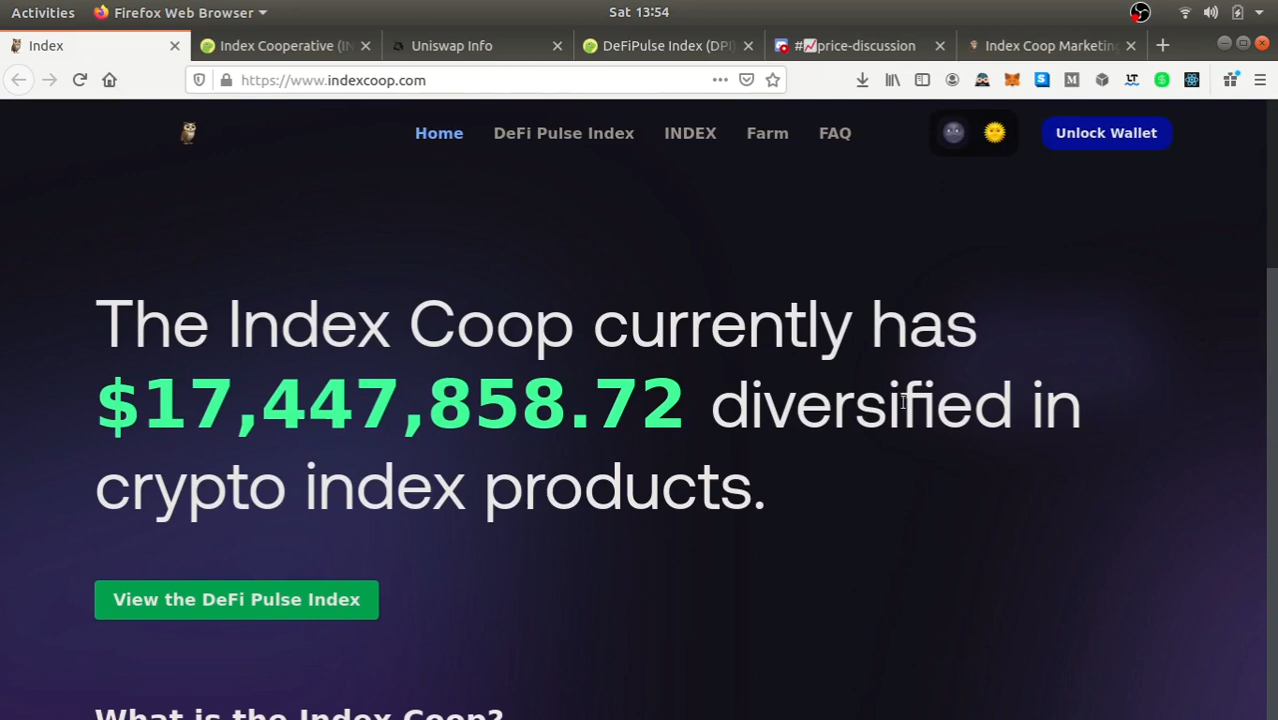 Activities Firefox Web Browser Sat 13:54
Index Index Cooperative (IN Uniswap Info DeFiPulse Index (DPI) #📈price-discussion Index Coop Marketing
https://www.indexcoop.com
Home DeFi Pulse Index INDEX Farm FAQ Unlock Wallet
The Index Coop currently has
$17,447,858.72 diversified in
crypto index products.
View the DeFi Pulse Index
What is the Index Coop?